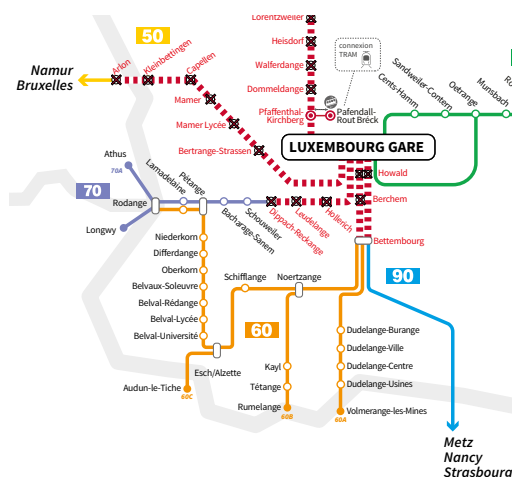 Lorentzweiler
50
Heisdorf
connexion
TRAM
Arlon
Kleinbettingen
Capellen
Namur
Bruxelles
Walferdange
Sandweiler-Contern
Cents-Hamm
Oetrange
Munsbach
Dommeldange
Mamer
Pfaffenthal-
Kirchberg
Pafendall-
Rout Bréck
Mamer Lycée
LUXEMBOURG GARE
Bertrange-Strassen
Athus
70A
Howald
70
Lamadelaine
Pétange
Rodange
Berchem
Longwy
Bacharage-Sanem
Schouweiler
Dippach-Reckange
Leudelange
Hollerich
Niederkorn
Bettembourg
Differdange
Oberkorn
Schifflange
Noertzange
90
Belvaux-Soleuvre
Belval-Rédange
Belval-Lycée
60
Belval-Université
Dudelange-Burange
Dudelange-Ville
Esch/Alzette
Kayl
Dudelange-Centre
Audun-le-Tiche
60C
Tétange
Dudelange-Usines
Rumelange
60B
Volmerange-les-Mines
60A
Metz
Nancy
Strasbourg